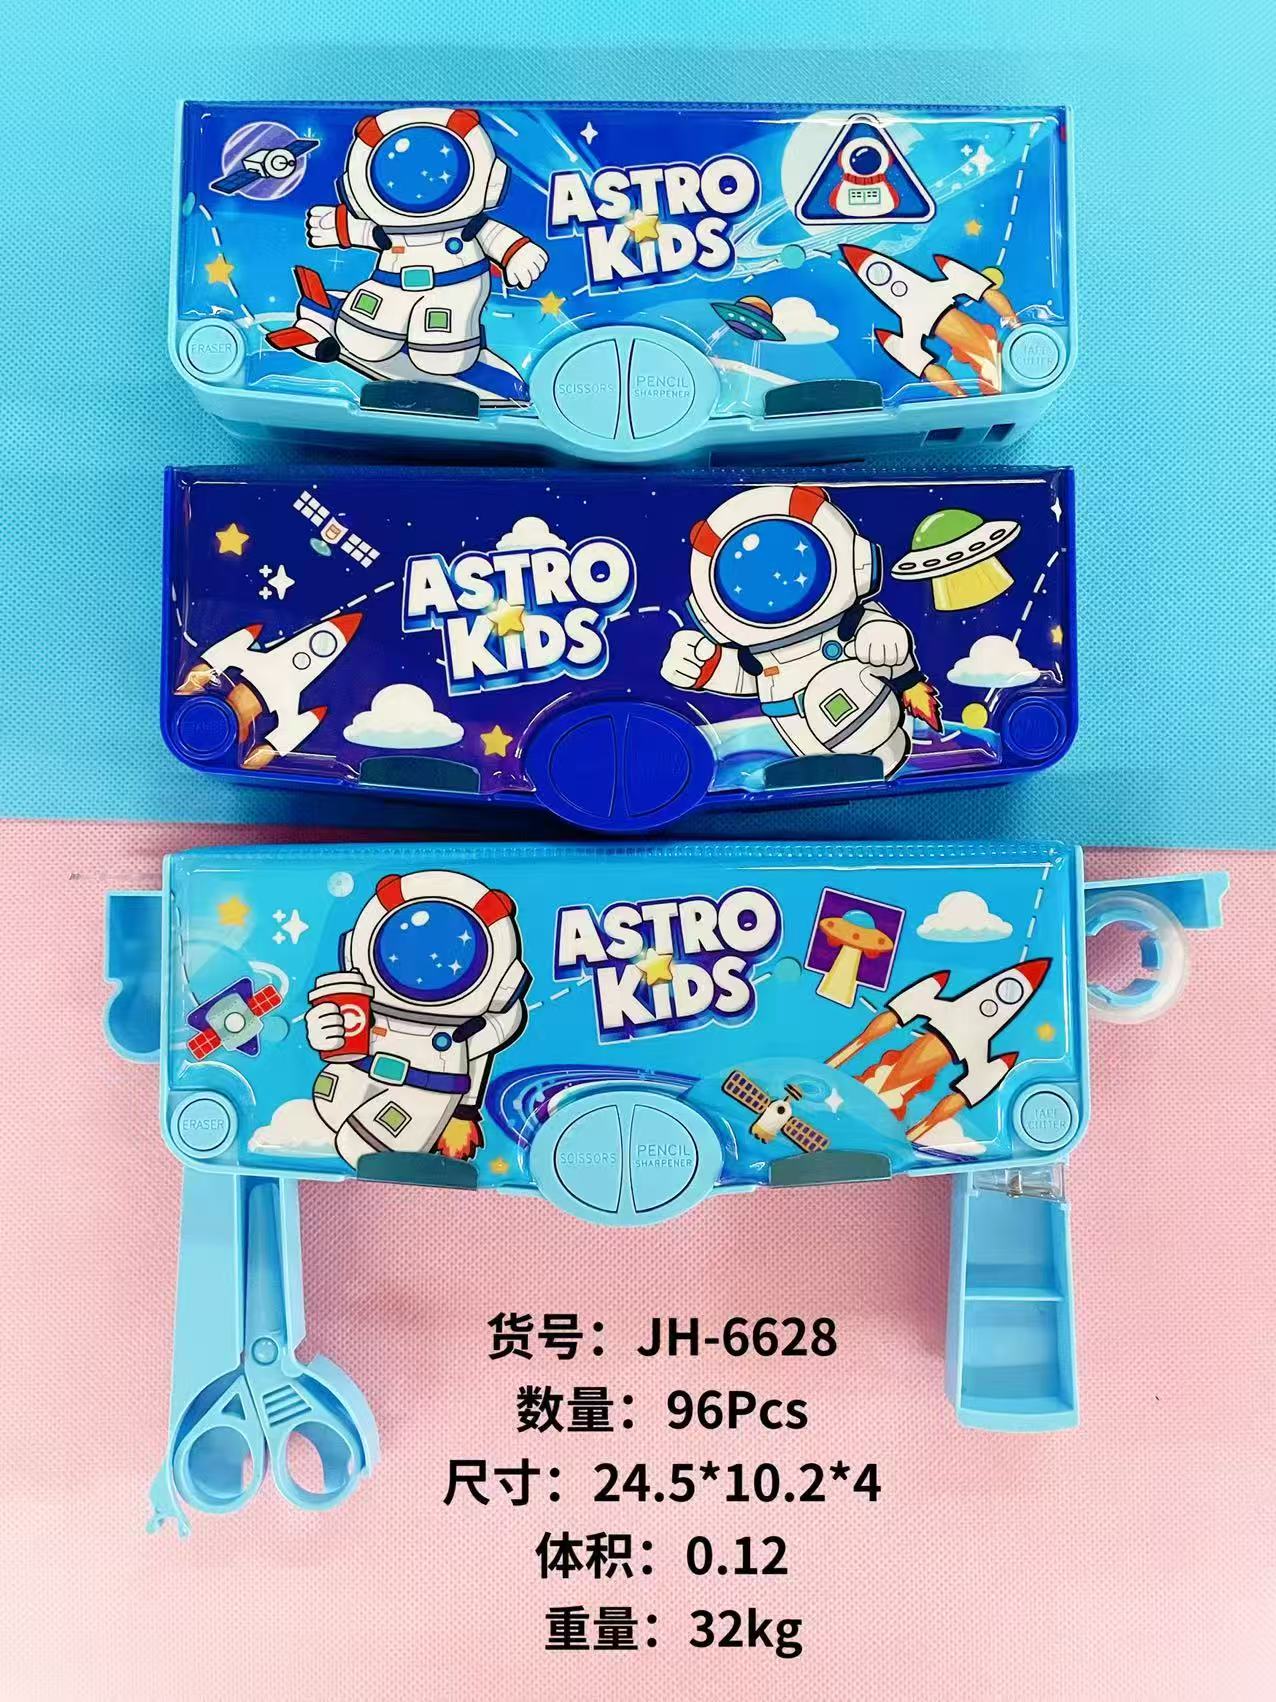 ASTRO
KiDS
ERASER
SCISSORS
PENCIL
SHARPENER
TAPE
CUTTER
ASTRO
KiDS
ERASER
ASTRO
KiDS
C
ERASER
SCISSORS
PENCIL
SHARPENER
TAPE
CUTTER
货号：JH-6628
数量：96Pcs
尺寸：24.5*10.2*4
体积：0.12
重量：32kg